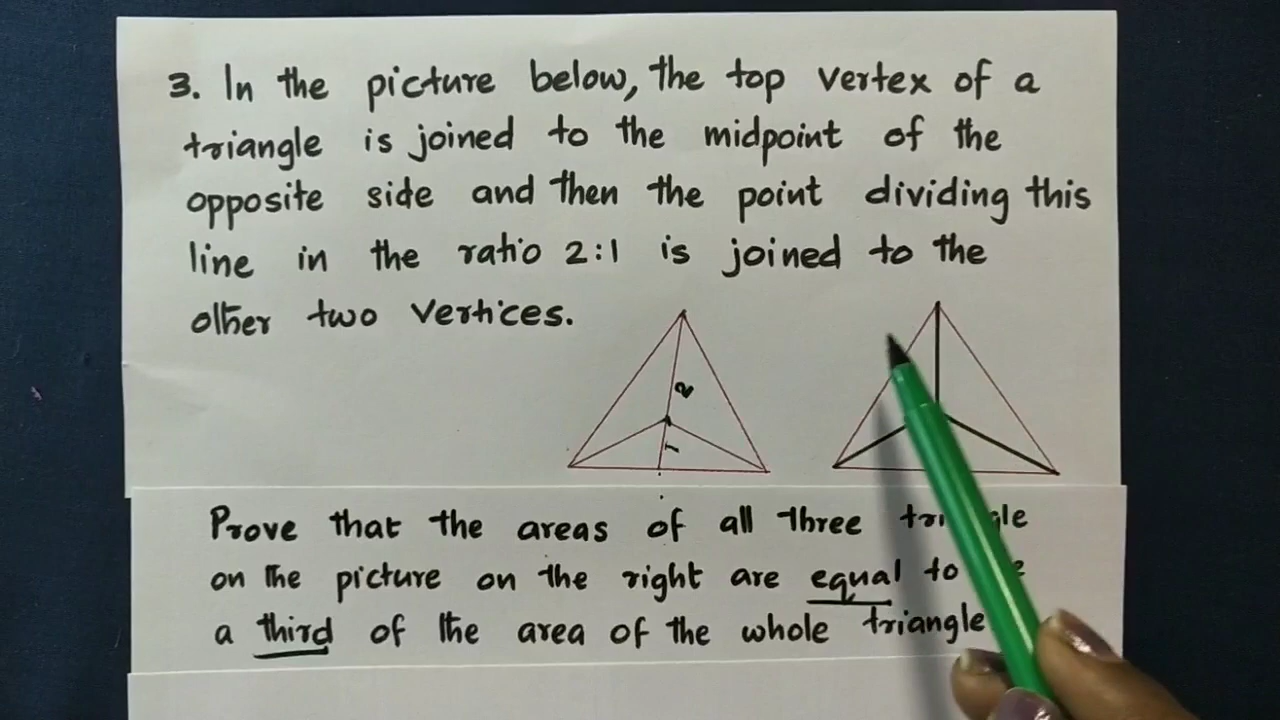 3. In the picture below, the top vertex of a
triangle is joined to the midpoint of the
opposite side and then the point dividing this
line in the ratio 2:1 is joined to the
other two vertices.
2
1
Prove that the areas of all three
on the picture on the right are equal to
a third of the area of the whole triangle